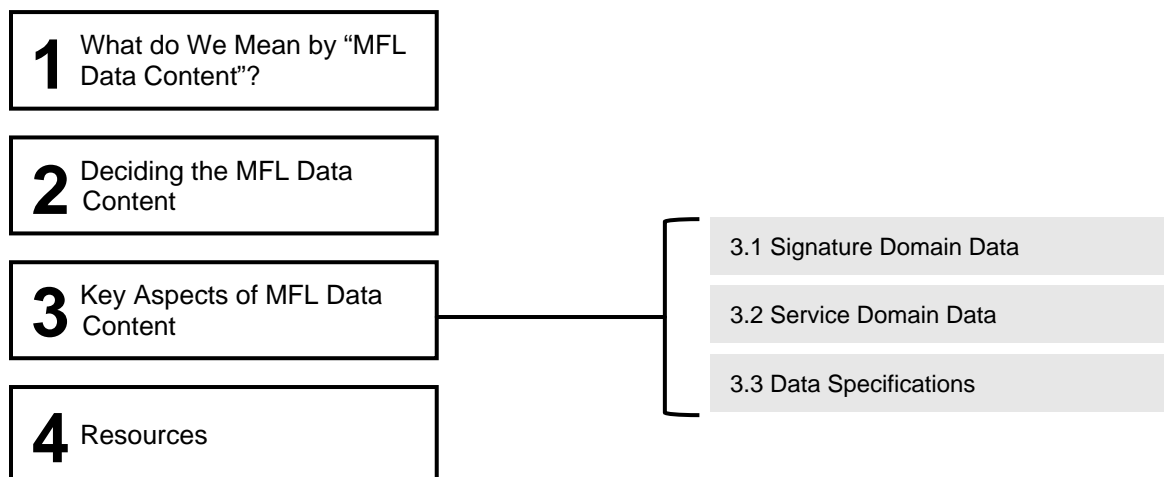 1 What do We Mean by “MFL
Data Content”?
2 Deciding the MFL Data
Content
3 Key Aspects of MFL Data
Content
4 Resources
3.1 Signature Domain Data
3.2 Service Domain Data
3.3 Data Specifications